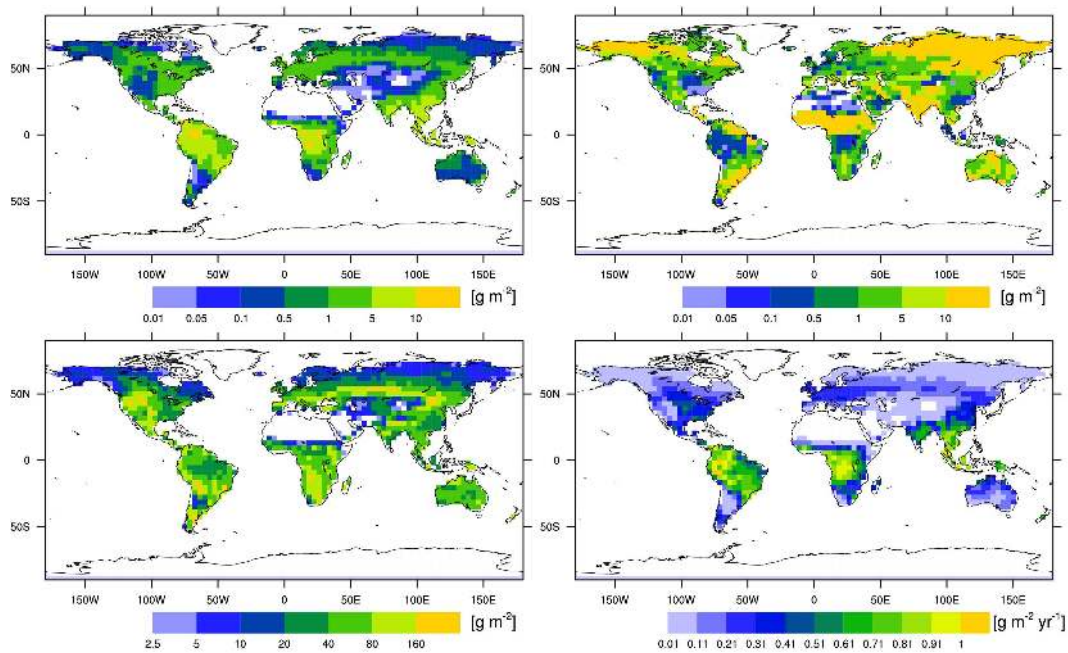 50N 50N
0 0
50S 50S
150W 100W 50W 0 50E 100E 150E 150W 100W 50W 0 50E 100E 150E
[g m-2] [g m-2]
0.01 0.05 0.1 0.5 1 5 10 0.01 0.05 0.1 0.5 1 5 10
50N 50N
0 0
50S 50S
150W 100W 50W 0 50E 100E 150E 150W 100W 50W 0 50E 100E 150E
[g m-2] [g m-2 yr-1]
2.5 5 10 20 40 80 160 0.01 0.11 0.21 0.31 0.41 0.51 0.61 0.71 0.81 0.91 1